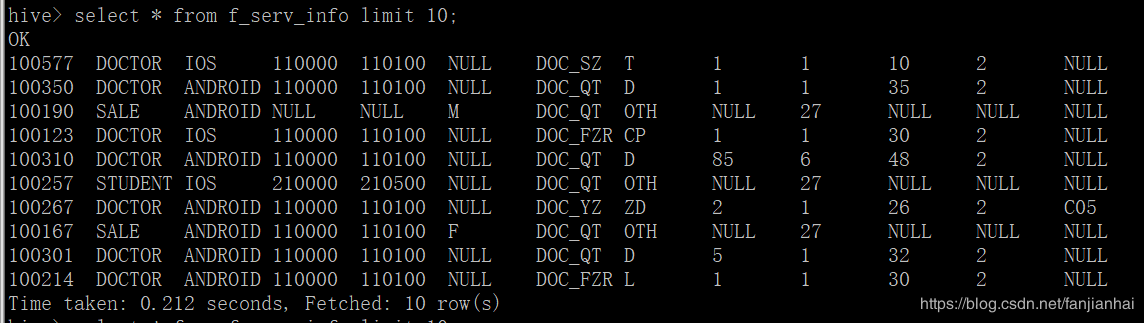 hive> select * from f_serv_info limit 10;
OK
100577 DOCTOR IOS 110000 110100 NULL DOC_SZ T 1 1 10 2 NULL
100350 DOCTOR ANDROID 110000 110100 NULL DOC_QT D 1 1 35 2 NULL
100190 SALE ANDROID NULL NULL M DOC_QT OTH NULL 27 NULL NULL NULL
100123 DOCTOR IOS 110000 110100 NULL DOC_FZR CP 1 1 30 2 NULL
100310 DOCTOR ANDROID 110000 110100 NULL DOC_QT D 85 6 48 2 NULL
100257 STUDENT IOS 210000 210500 NULL DOC_QT OTH NULL 27 NULL NULL NULL
100267 DOCTOR ANDROID 110000 110100 NULL DOC_YZ ZD 2 1 26 2 C05
100167 SALE ANDROID 110000 110100 F DOC_QT OTH NULL 27 NULL NULL NULL
100301 DOCTOR ANDROID 110000 110100 NULL DOC_QT D 5 1 32 2 NULL
100214 DOCTOR ANDROID 110000 110100 NULL DOC_FZR L 1 1 30 2 NULL
Time taken: 0.212 seconds, Fetched: 10 row(s)
https://blog.csdn.net/fanjianhai